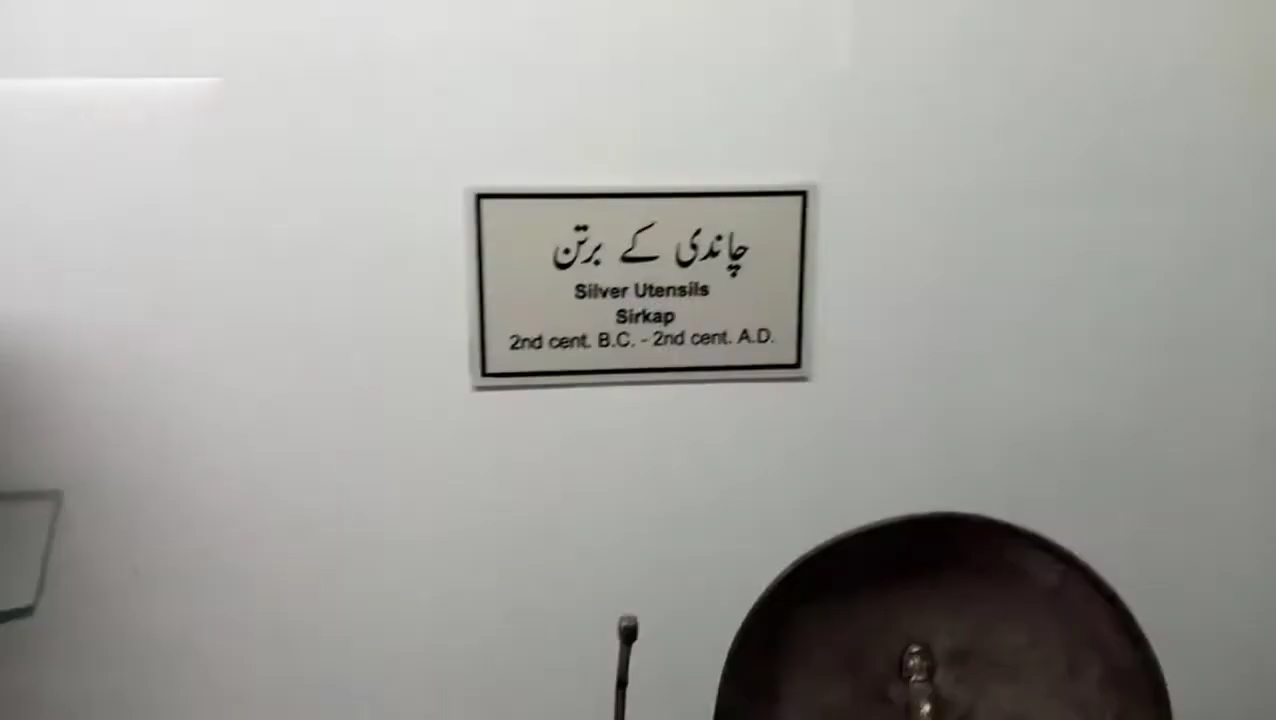 چاندی کے برتن
Silver Utensils
Sirkap
2nd cent. B.C. - 2nd cent. A.D.